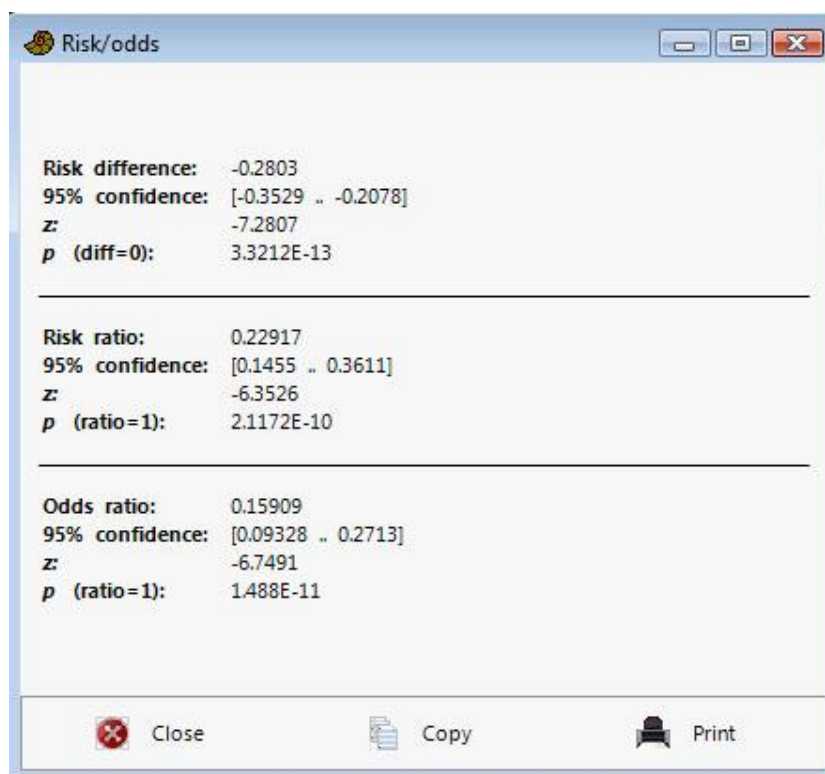 Risk/odds
Risk difference: -0.2803
95% confidence: [-0.3529 .. -0.2078]
z: -7.2807
p (diff=0): 3.3212E-13
Risk ratio: 0.22917
95% confidence: [0.1455 .. 0.3611]
z: -6.3526
p (ratio=1): 2.1172E-10
Odds ratio: 0.15909
95% confidence: [0.09328 .. 0.2713]
z: -6.7491
p (ratio=1): 1.488E-11
Close Copy Print